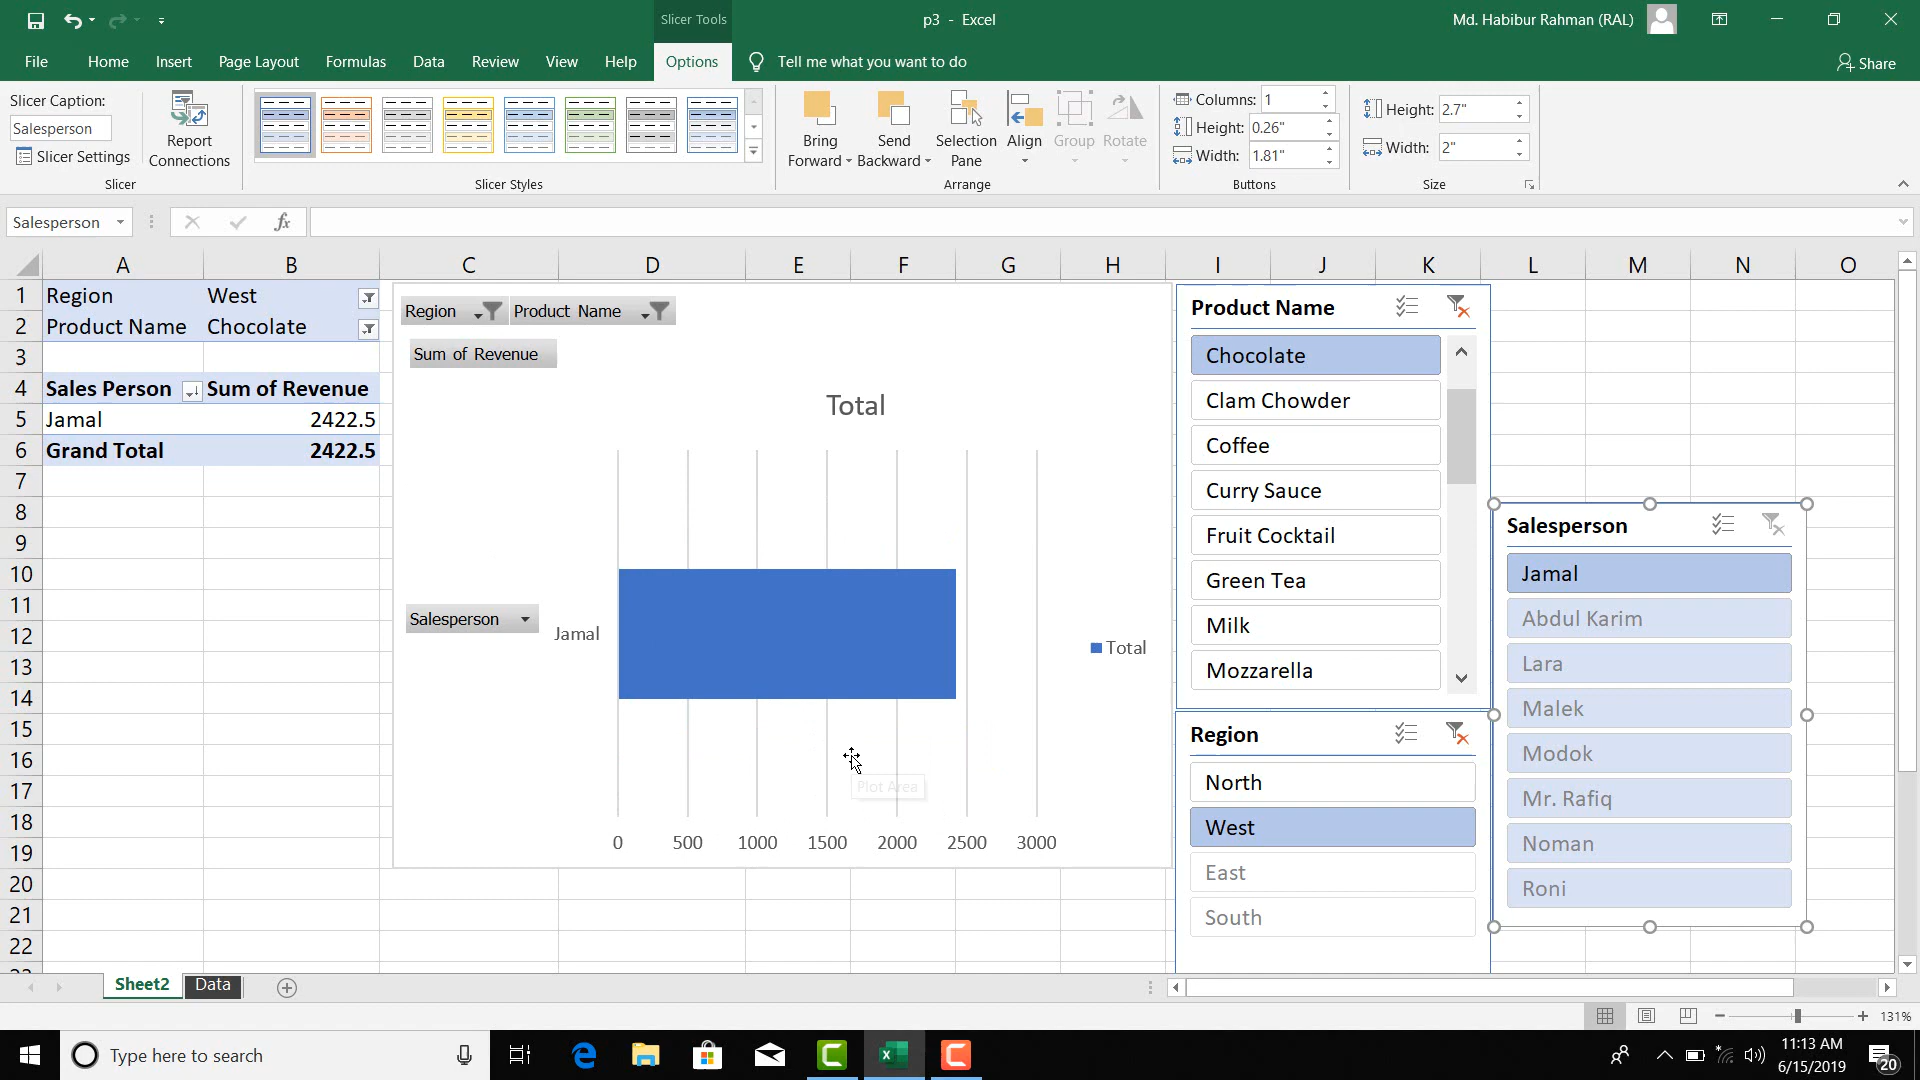 Slicer Tools
p3 - Excel
Md. Habibur Rahman (RAL)
File
Home
Insert
Page Layout
Formulas
Data
Review
View
Help
Options
Tell me what you want to do
Share
Slicer Caption:
Salesperson
Slicer Settings
Report
Connections
Slicer
Slicer Styles
Bring
Forward
Send
Backward
Selection
Pane
Align
Group
Rotate
Arrange
Columns: 1
Height: 0.26"
Width: 1.81"
Buttons
Height: 2.7"
Width: 2"
Size
Salesperson
fx
A B C D E F G H I J K L M N O
1 Region West
2 Product Name Chocolate
3
4 Sales Person Sum of Revenue
5 Jamal 2422.5
6 Grand Total 2422.5
7
8
9
10
11
12
13
14
15
16
17
18
19
20
21
22
Region
Product Name
Sum of Revenue
Total
Salesperson
Jamal
Total
Plot Area
0 500 1000 1500 2000 2500 3000
Product Name
Chocolate
Clam Chowder
Coffee
Curry Sauce
Fruit Cocktail
Green Tea
Milk
Mozzarella
Region
North
West
East
South
Salesperson
Jamal
Abdul Karim
Lara
Malek
Modok
Mr. Rafiq
Noman
Roni
Sheet2
Data
131%
Type here to search
11:13 AM
6/15/2019
20